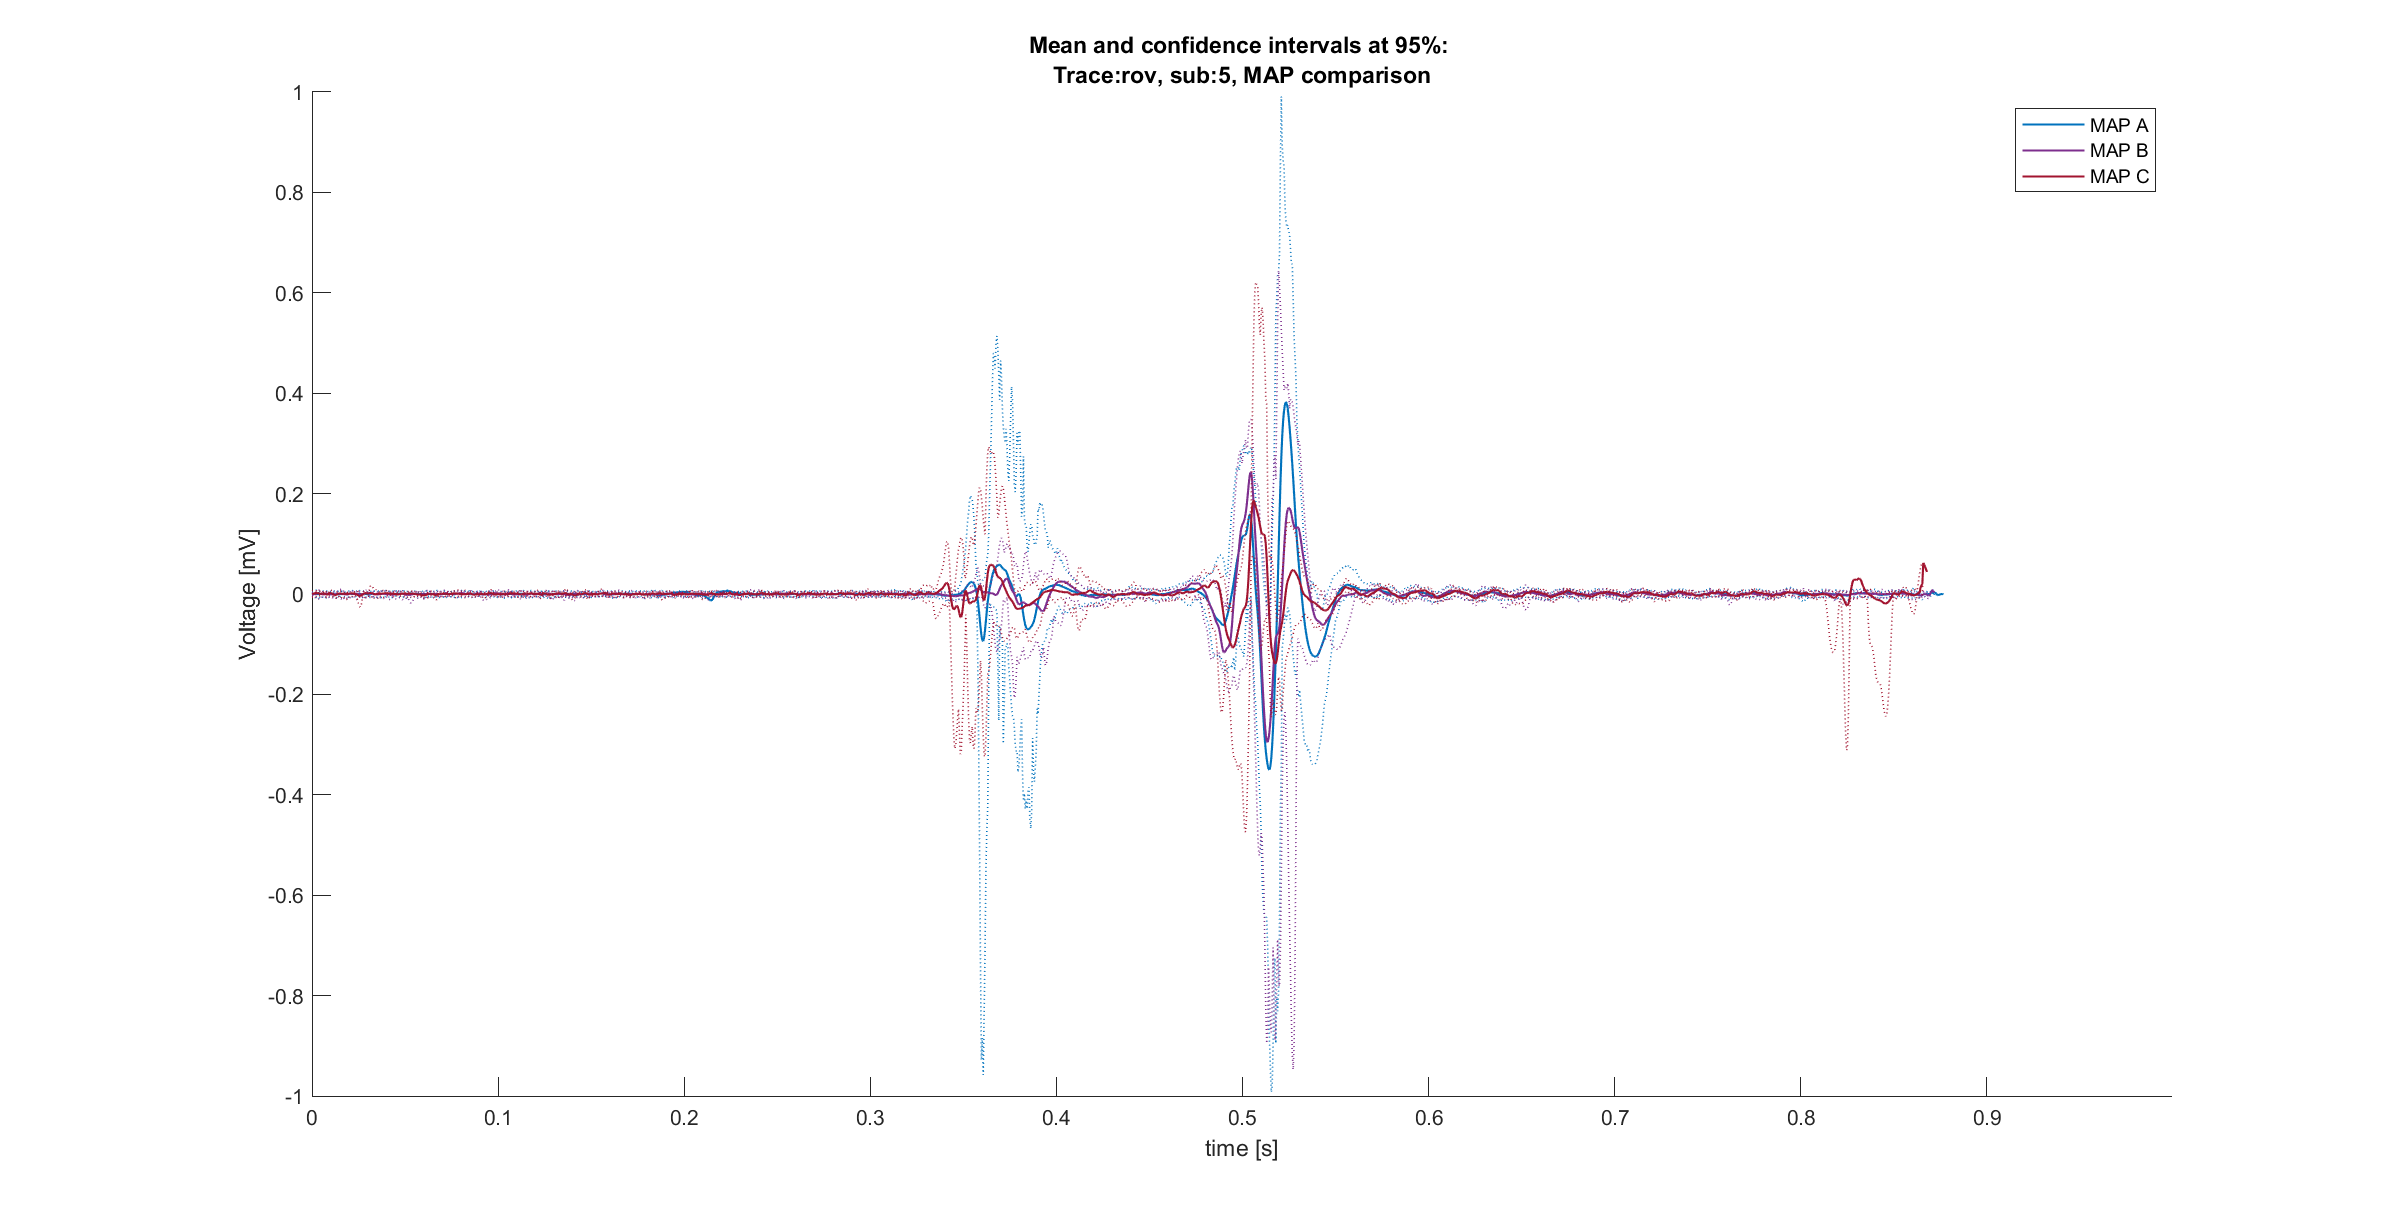 Mean and confidence intervals at 95%:
Trace:rov, sub:5, MAP comparison
MAP A
MAP B
MAP C
1
0.8
0.6
0.4
0.2
0
-0.2
-0.4
-0.6
-0.8
-1
Voltage [mV]
0 0.1 0.2 0.3 0.4 0.5 0.6 0.7 0.8 0.9
time [s]